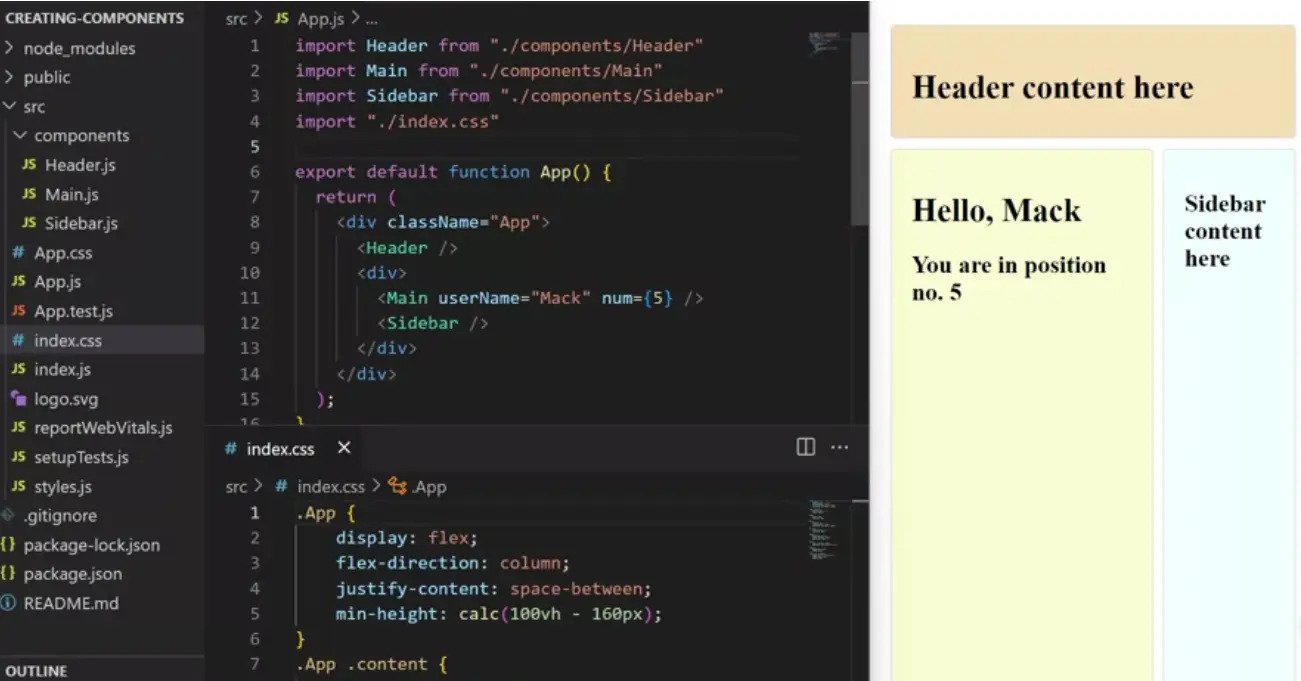 CREATING-COMPONENTS
node_modules
public
src
components
JS Header.js
JS Main.js
JS Sidebar.js
# App.css
JS App.js
JS App.test.js
# index.css
JS index.js
logo.svg
JS reportWebVitals.js
JS setupTests.js
JS styles.js
.gitignore
{} package-lock.json
{} package.json
README.md
OUTLINE
src > JS App.js > ...
1 import Header from "./components/Header"
2 import Main from "./components/Main"
3 import Sidebar from "./components/Sidebar"
4 import "./index.css"
5
6 export default function App() {
7 return (
8 <div className="App">
9 <Header />
10 <div>
11 <Main userName="Mack" num={5} />
12 <Sidebar />
13 </div>
14 </div>
15 );
16 }
# index.css ×
src > # index.css > .App
1 .App {
2 display: flex;
3 flex-direction: column;
4 justify-content: space-between;
5 min-height: calc(100vh - 160px);
6 }
7 .App .content {
Header content here
Hello, Mack
You are in position
no. 5
Sidebar
content
here